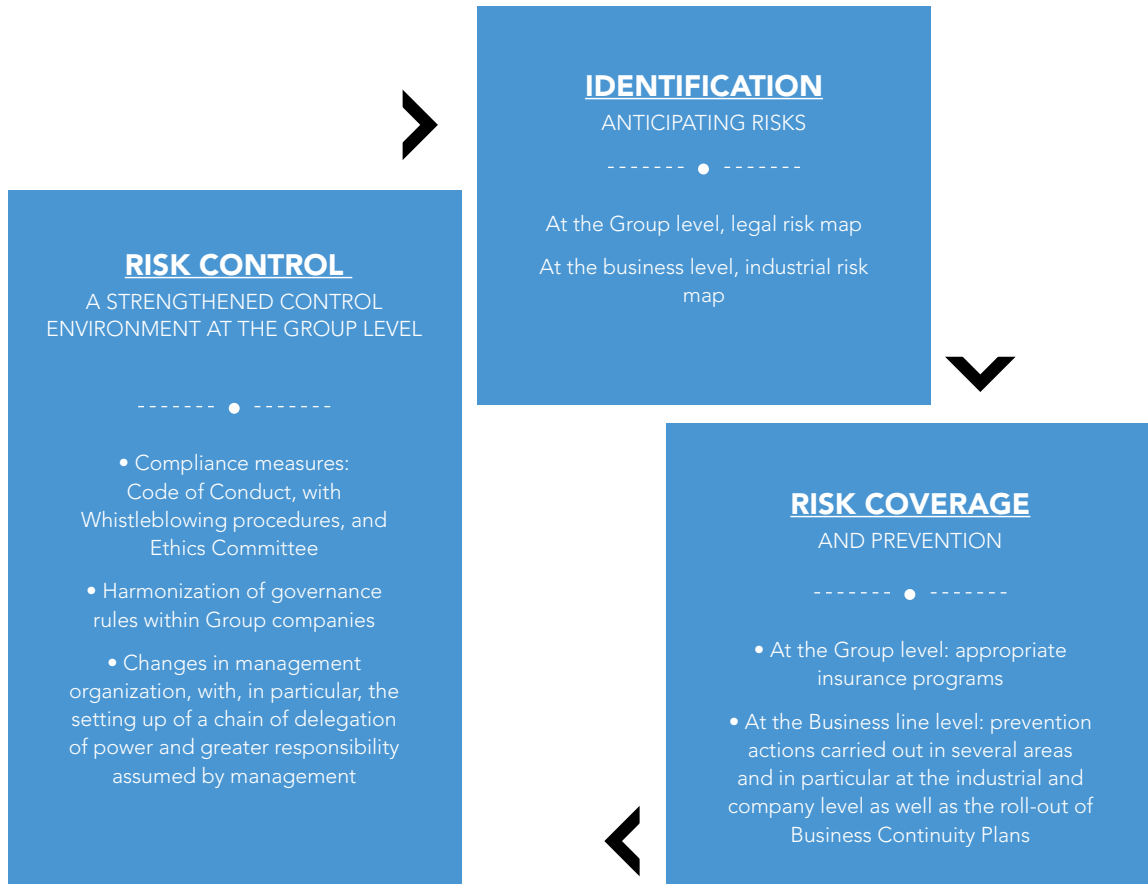 IDENTIFICATION
ANTICIPATING RISKS
At the Group level, legal risk map
At the business level, industrial risk
map
RISK COVERAGE
AND PREVENTION
• At the Group level: appropriate
insurance programs
• At the Business line level: prevention
actions carried out in several areas
and in particular at the industrial and
company level as well as the roll-out of
Business Continuity Plans
RISK CONTROL
A STRENGTHENED CONTROL
ENVIRONMENT AT THE GROUP LEVEL
• Compliance measures:
Code of Conduct, with
Whistleblowing procedures, and
Ethics Committee
• Harmonization of governance
rules within Group companies
• Changes in management
organization, with, in particular, the
setting up of a chain of delegation
of power and greater responsibility
assumed by management